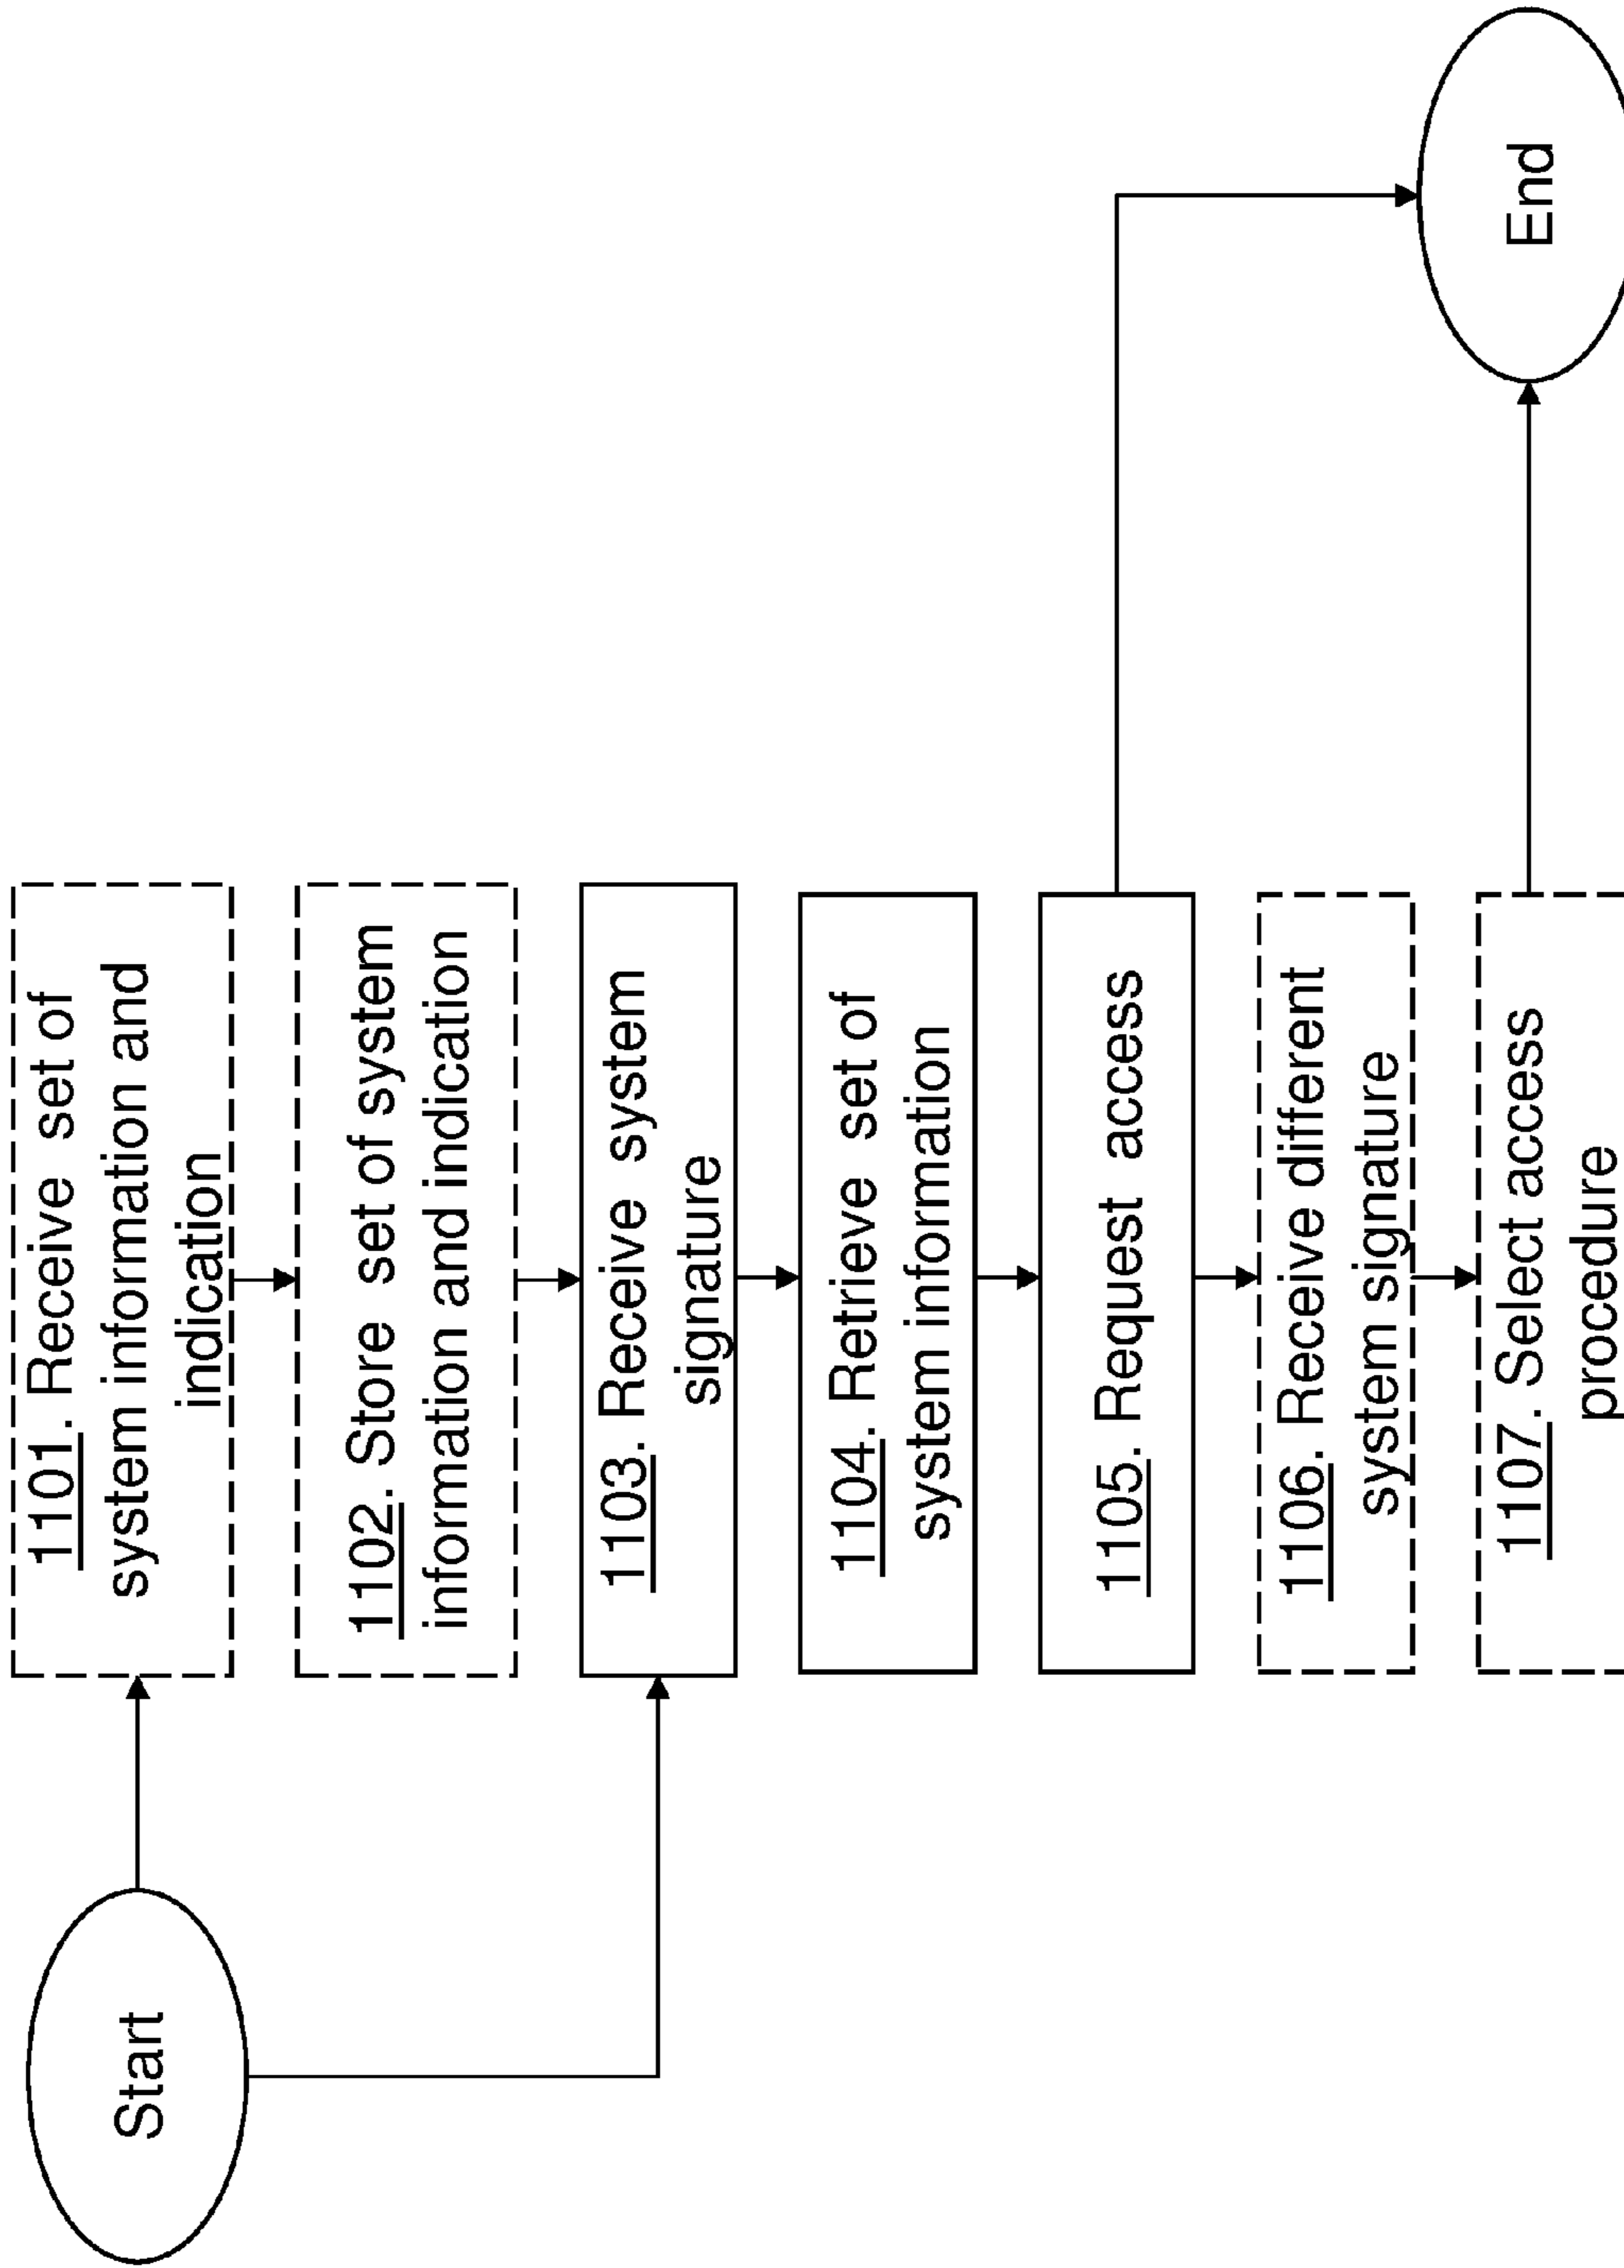 Start
1101. Receive set of
system information and
indication
1102. Store set of system
information and indication
1103. Receive system
signature
1104. Retrieve set of
system information
1105. Request access
1106. Receive different
system signature
1107. Select access
procedure
End